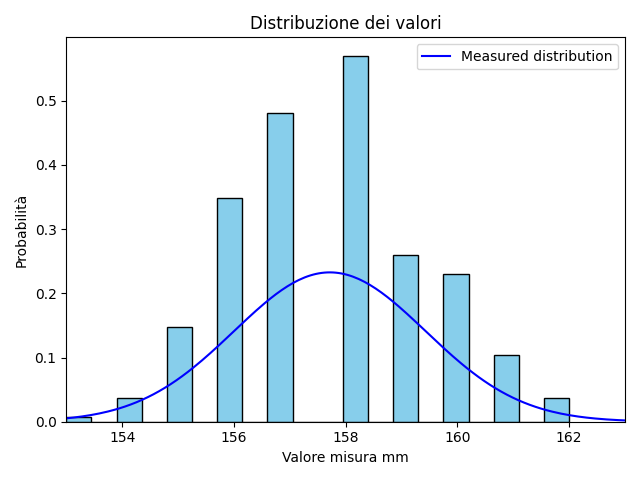 Distribuzione dei valori
Measured distribution
Probabilità
0.5
0.4
0.3
0.2
0.1
0.0
154 156 158 160 162
Valore misura mm